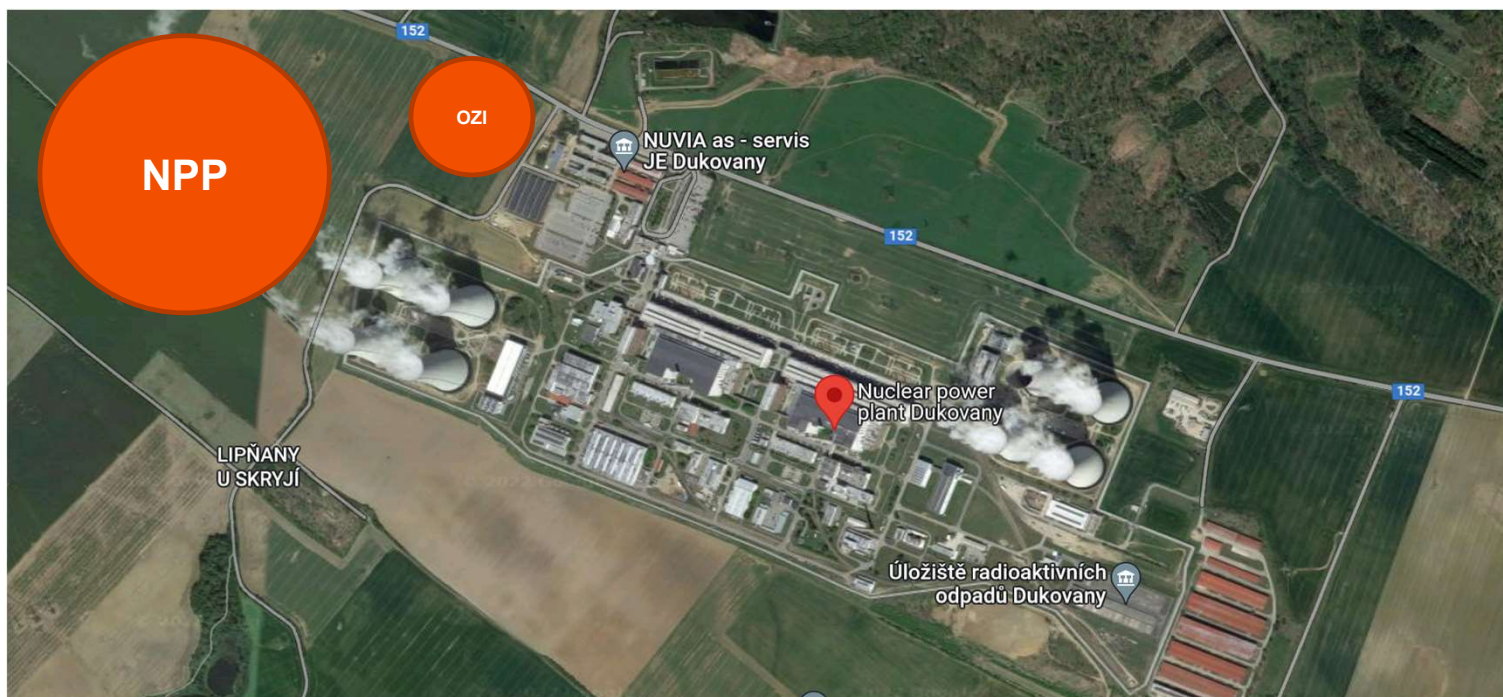 152
NPP
OZI
NUVIA as - servis
JE Dukovany
152
Nuclear power
plant Dukovany
152
LIPŇANY
U SKRYJÍ
Úložiště radioaktivních
odpadů Dukovany